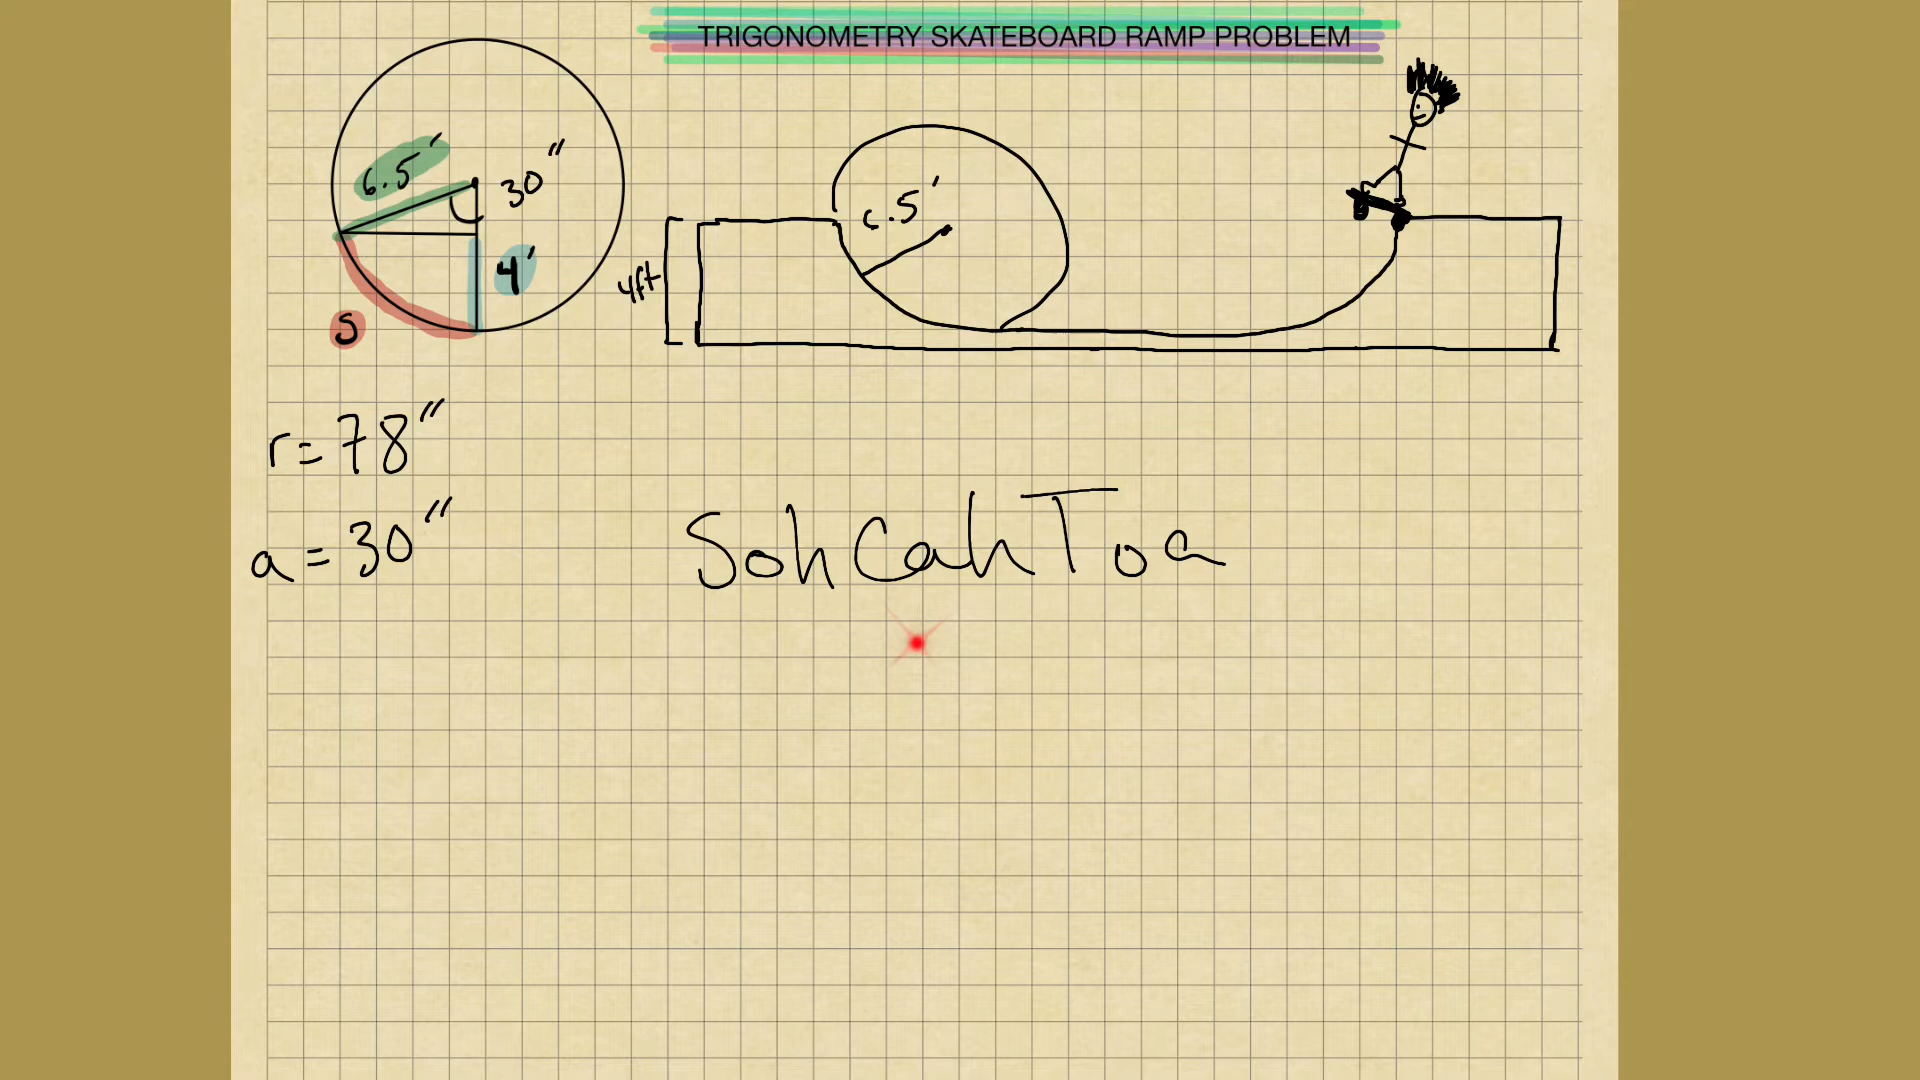 TRIGONOMETRY SKATEBOARD RAMP PROBLEM
6.5'
30"
4'
S
4ft
6.5'
r=78"
a=30"
SohCahToa